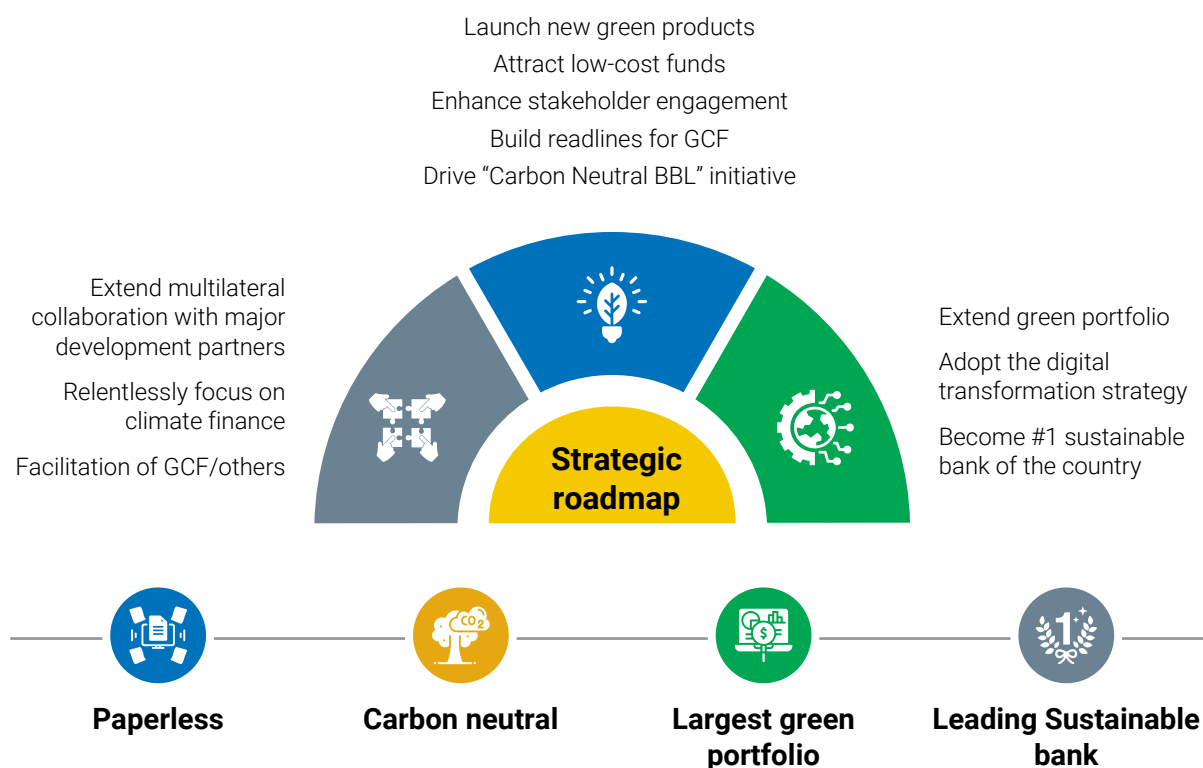 Launch new green products
Attract low-cost funds
Enhance stakeholder engagement
Build readlines for GCF
Drive “Carbon Neutral BBL” initiative
Extend multilateral
collaboration with major
development partners
Relentlessly focus on
climate finance
Facilitation of GCF/others
Strategic
roadmap
Extend green portfolio
Adopt the digital
transformation strategy
Become #1 sustainable
bank of the country
CO2
$
1
Paperless
Carbon neutral
Largest green
portfolio
Leading Sustainable
bank